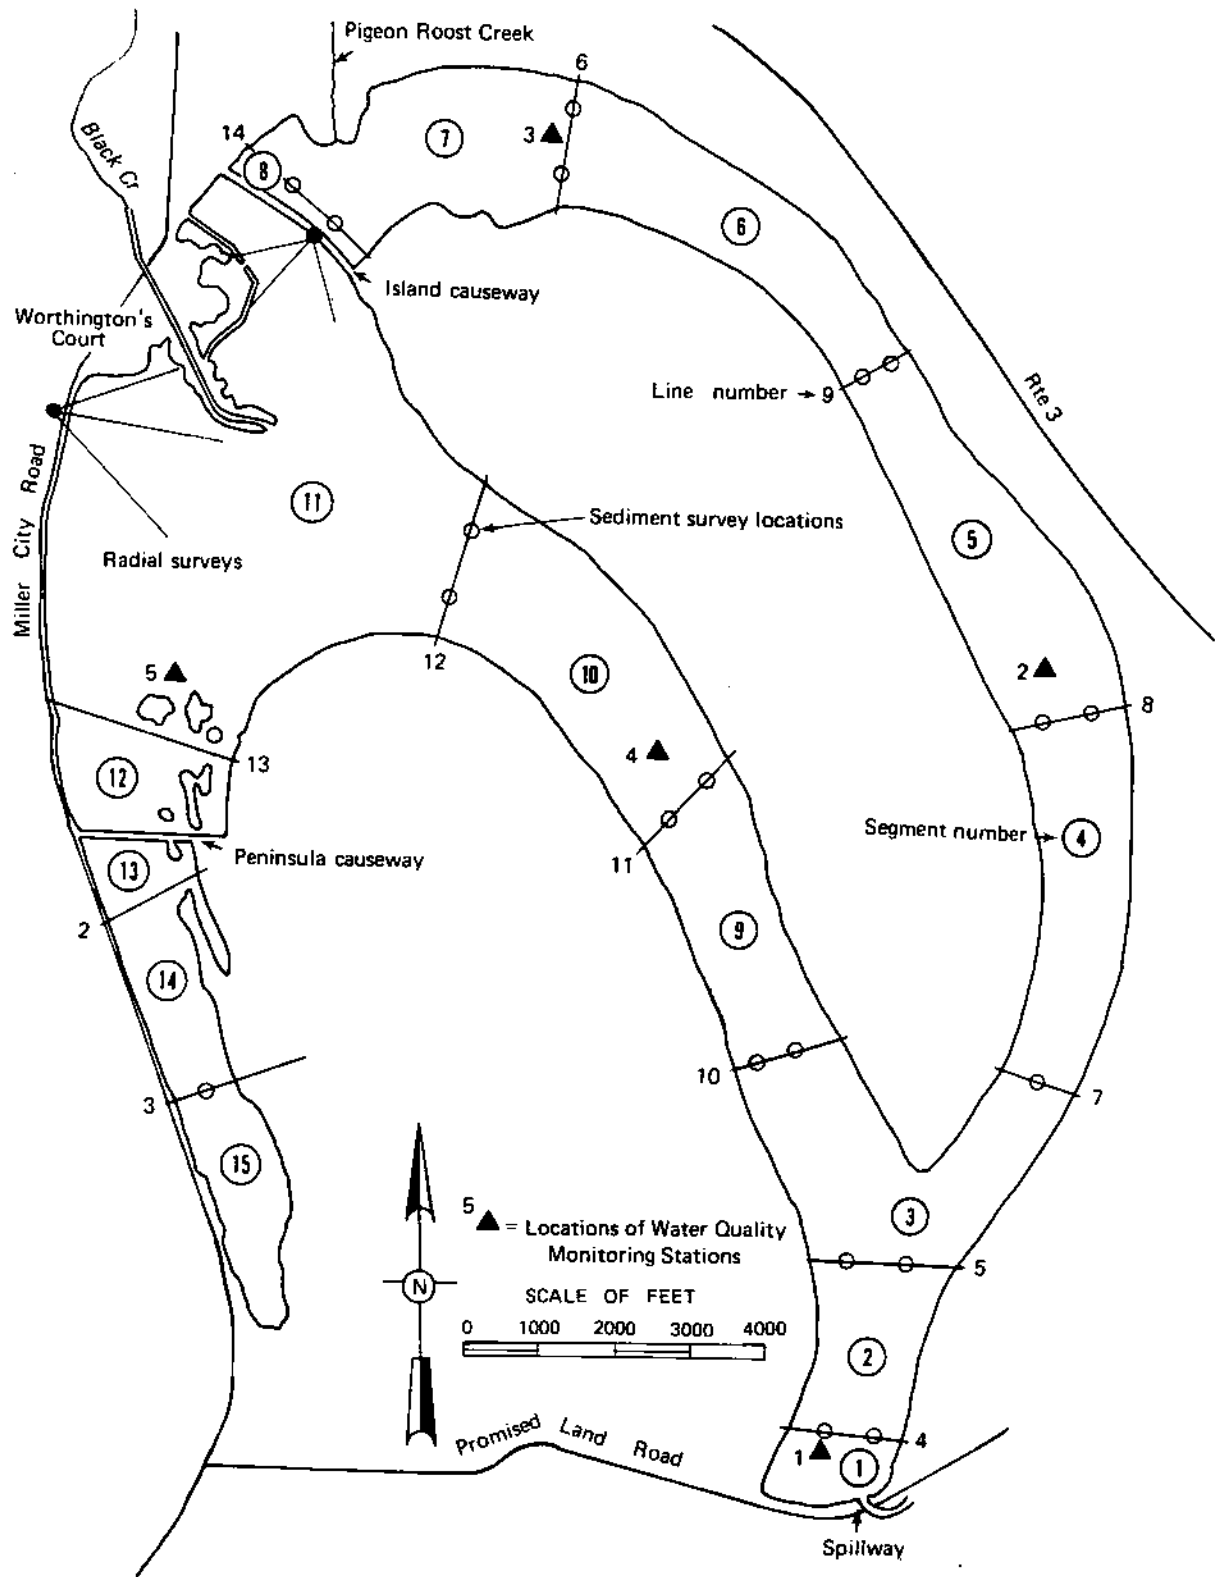 Pigeon Roost Creek
6
14
Black Cr
7
3
8
6
Island causeway
Worthington's
Court
Line number
9
Rte 3
Miller City Road
11
Sediment survey locations
5
Radial surveys
12
10
5
2
8
4
13
12
Segment number
4
11
Peninsula causeway
13
2
9
14
10
3
7
15
5
= Locations of Water Quality
Monitoring Stations
3
5
N
SCALE OF FEET
0 1000 2000 3000 4000
2
Promised Land Road
4
1
1
Spillway